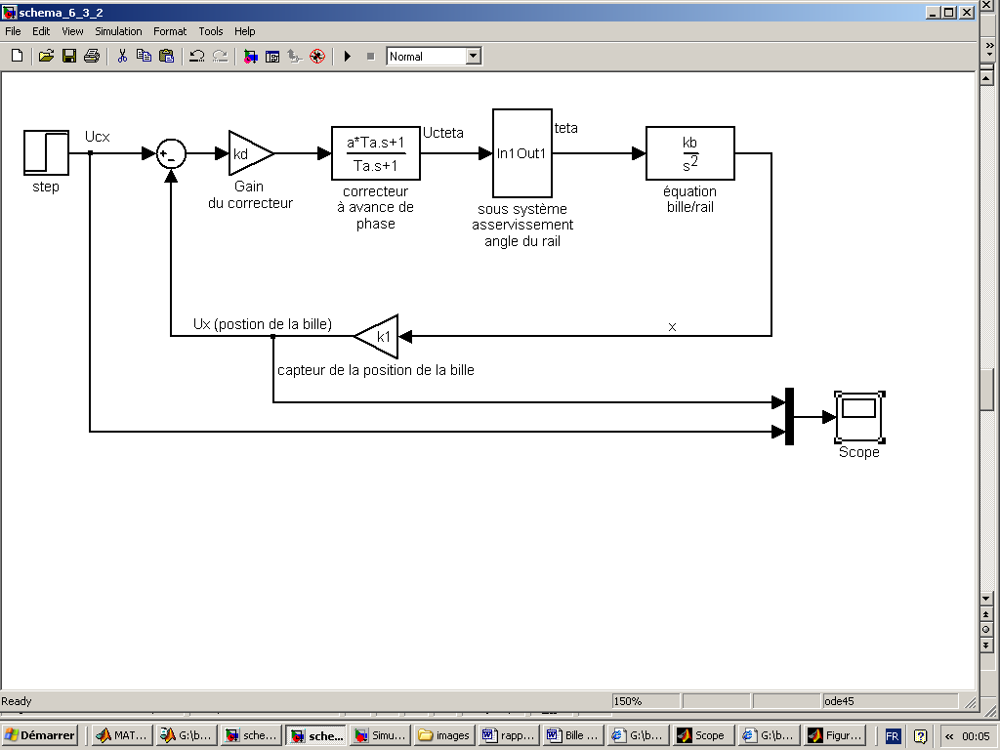 schema_6_3_2
File Edit View Simulation Format Tools Help
Normal
Ucx
step
+
-
kd
Gain
du correcteur
a*Ta.s+1
Ta.s+1
correcteur
à avance de
phase
Ucteta
In1 Out1
sous système
asservissement
angle du rail
teta
kb
s2
équation
bille/rail
Ux (postion de la bille)
k1
x
capteur de la position de la bille
Scope
Ready 150% ode45
Démarrer MAT... G:\b... sche... sche... Simu... images rapp... Bille ... G:\b... Scope G:\b... Figur... FR « 00:05